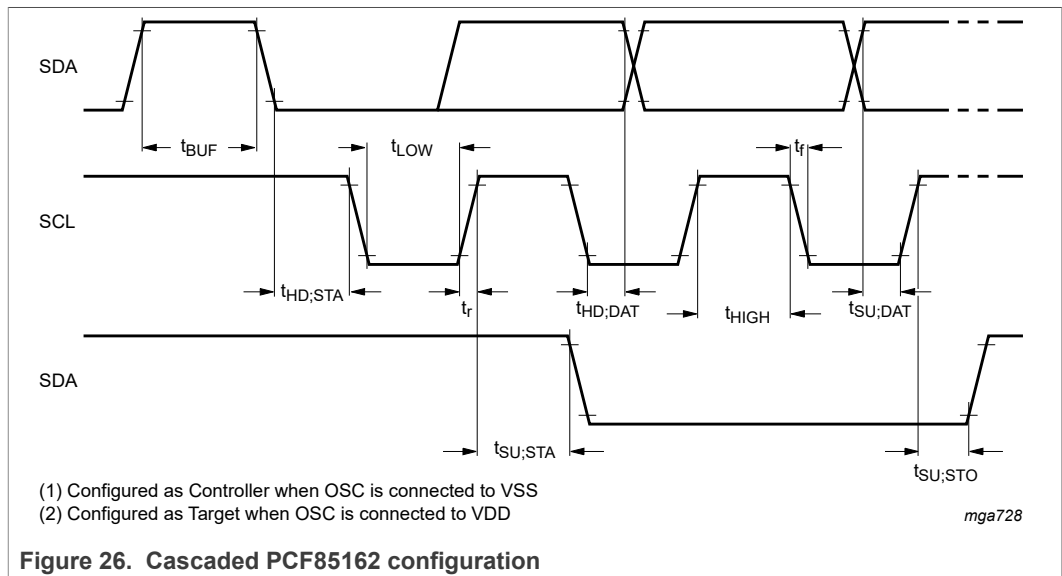 SDA
tBUF
tLOW
tf
SCL
tHD;STA
tr
tHD;DAT
tHIGH
tSU;DAT
SDA
tSU;STA
tSU;STO
(1) Configured as Controller when OSC is connected to VSS
(2) Configured as Target when OSC is connected to VDD
mga728
Figure 26. Cascaded PCF85162 configuration